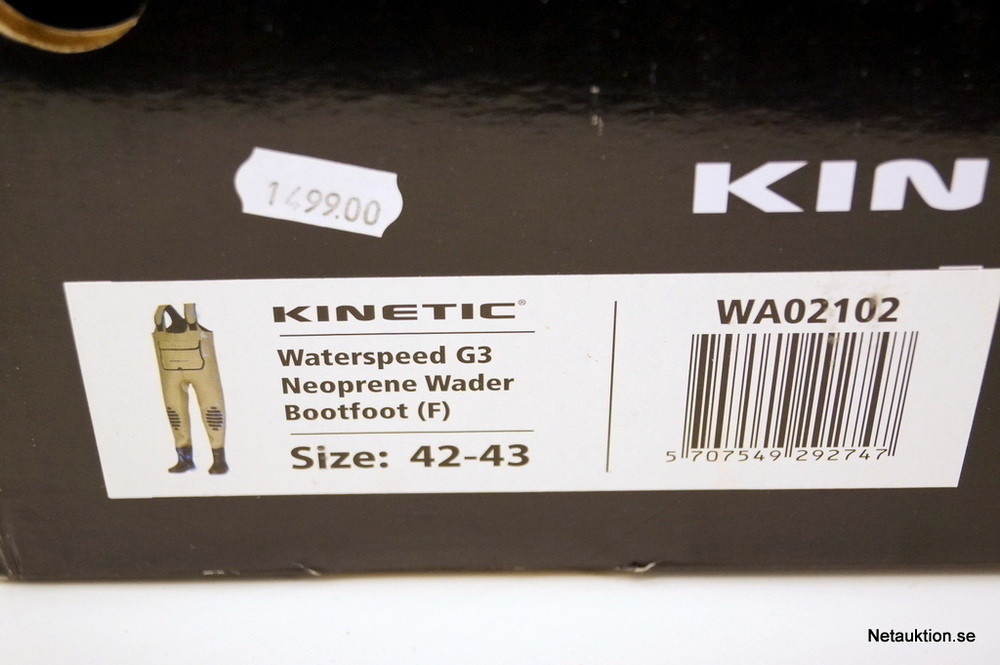 1499.00
KIN
KINETIC®
Waterspeed G3
Neoprene Wader
Bootfoot (F)
Size: 42-43
WA02102
5 707549 292747
Netauktion.se